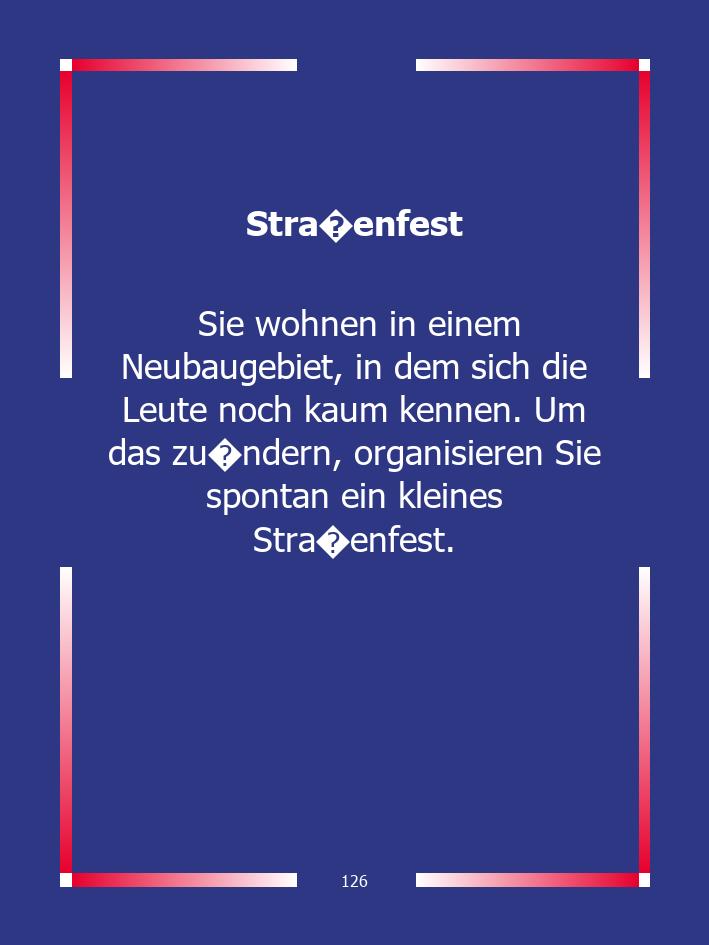 Stra�enfest
Sie wohnen in einem
Neubaugebiet, in dem sich die
Leute noch kaum kennen. Um
das zu�ndern, organisieren Sie
spontan ein kleines
Stra�enfest.
126